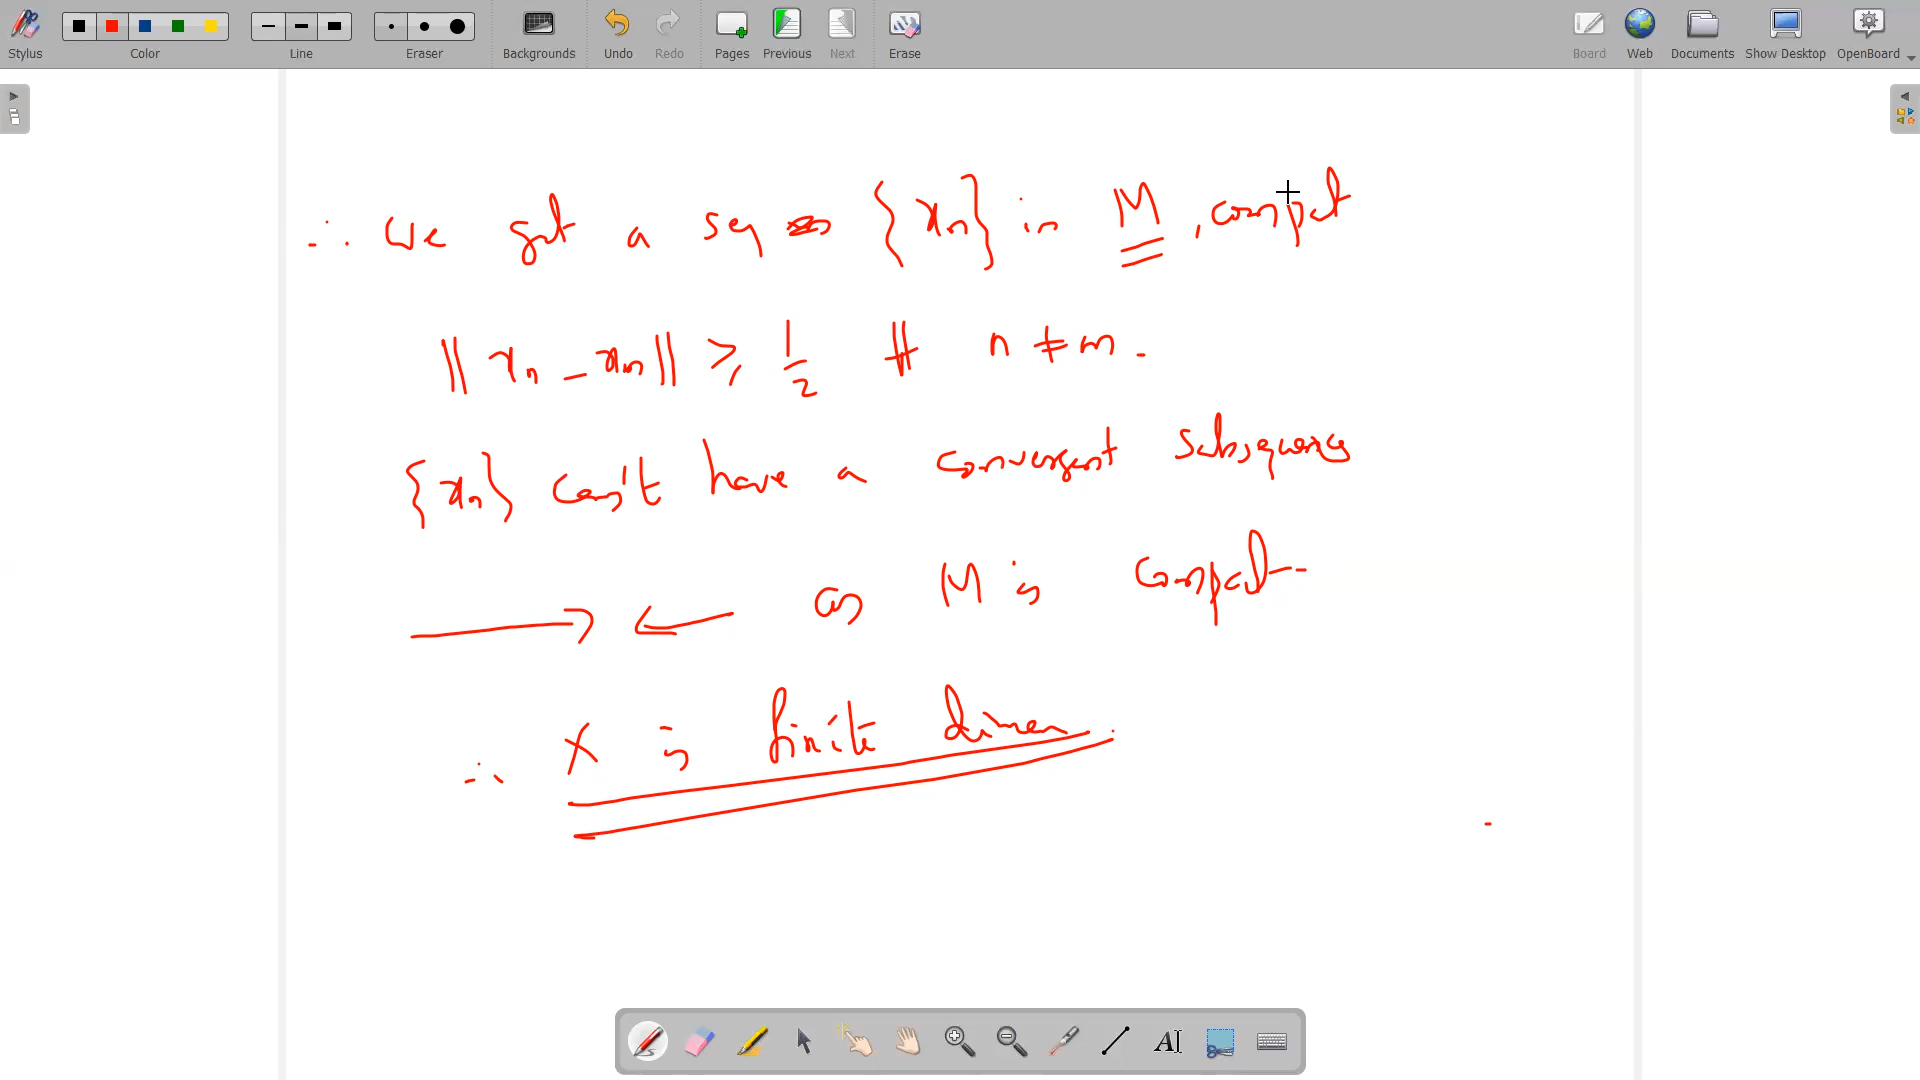 Stylus Color Line Eraser Backgrounds Undo Redo Pages Previous Next Erase Board Web Documents Show Desktop OpenBoard
∴ we get a seq {xₙ} in M, compact
‖xₙ - xₘ‖ ≥ 1/2 ∀ n ≠ m.
{xₙ} can't have a convergent subsequence
→ ← as M is compact.
∴ X is finite dimen.